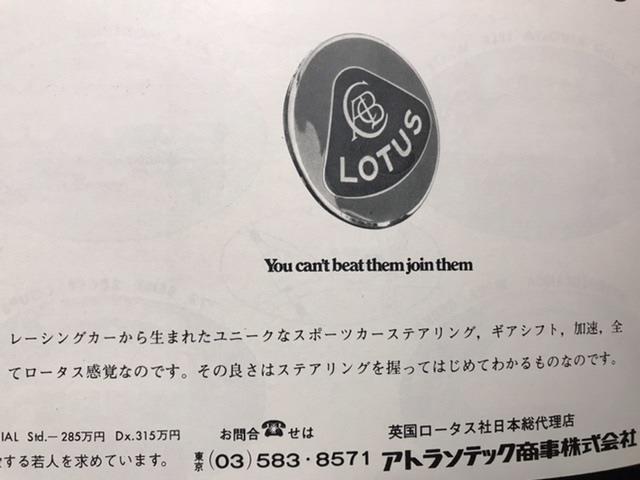 LOTUS
You can't beat them join them
レーシングカーから生まれたユニークなスポーツカーステアリング，ギアシフト，加速，全
てロータス感覚なのです。その良さはステアリングを握ってはじめてわかるものなのです。
IAL Std.—285万円 Dx.315万円
する若人を求めています。
お問合☎せは
東京(03)583・8571
英国ロータス社日本総代理店
アトランテック商事株式会社